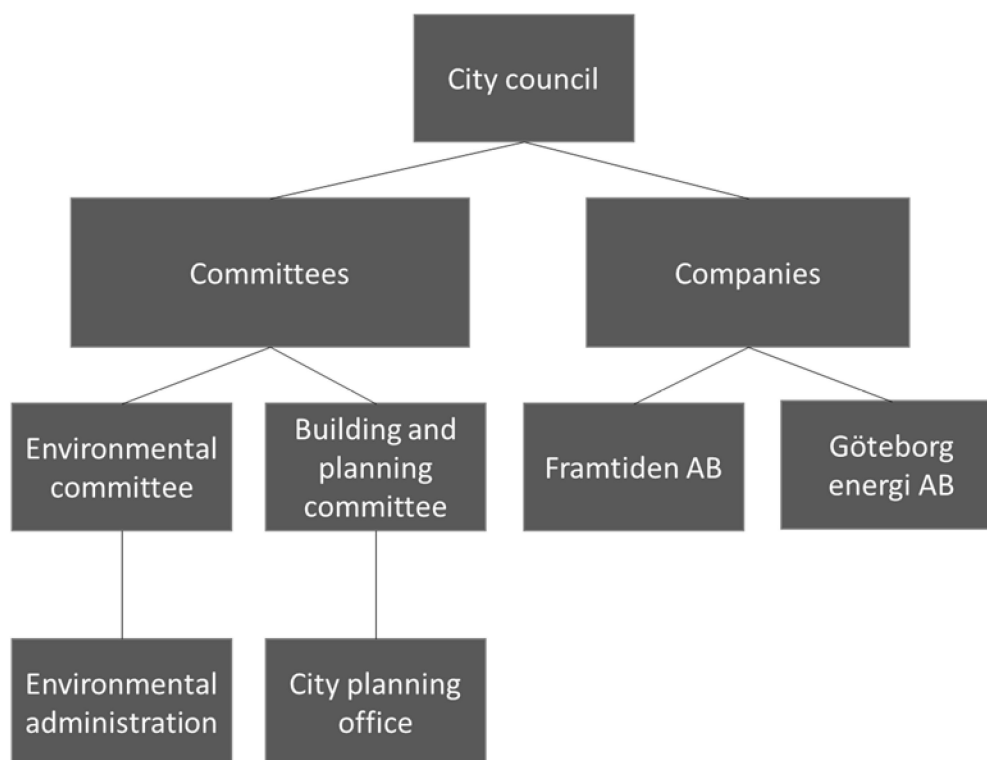 City council
Committees
Companies
Environmental
committee
Building and
planning
committee
Framtiden AB
Göteborg
energi AB
Environmental
administration
City planning
office